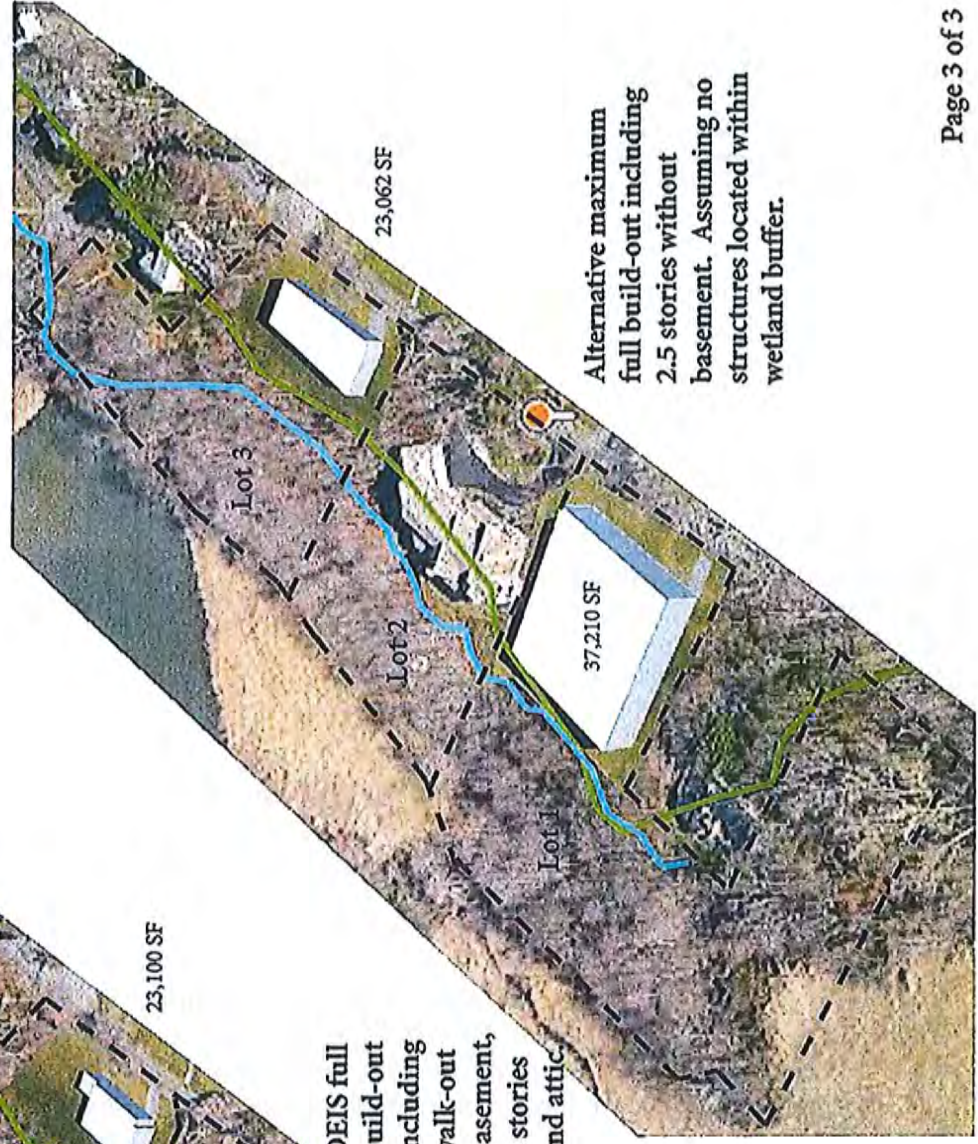 23,100 SF
DEIS full
uild-out
ncluding
valk-out
asement,
stories
nd attic.
Lot 3
Lot 2
Lot 1
23,062 SF
37,210 SF
Alternative maximum
full build-out including
2.5 stories without
basement. Assuming no
structures located within
wetland buffer.
Page 3 of 3